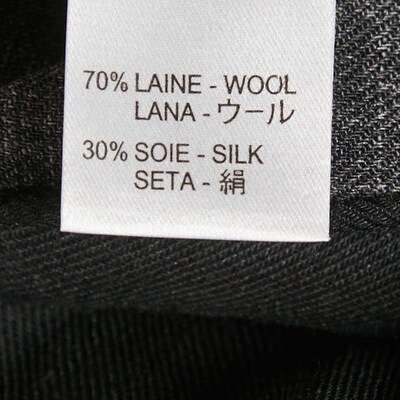 70% LAINE - WOOL
LANA - ウール
30% SOIE - SILK
SETA - 絹